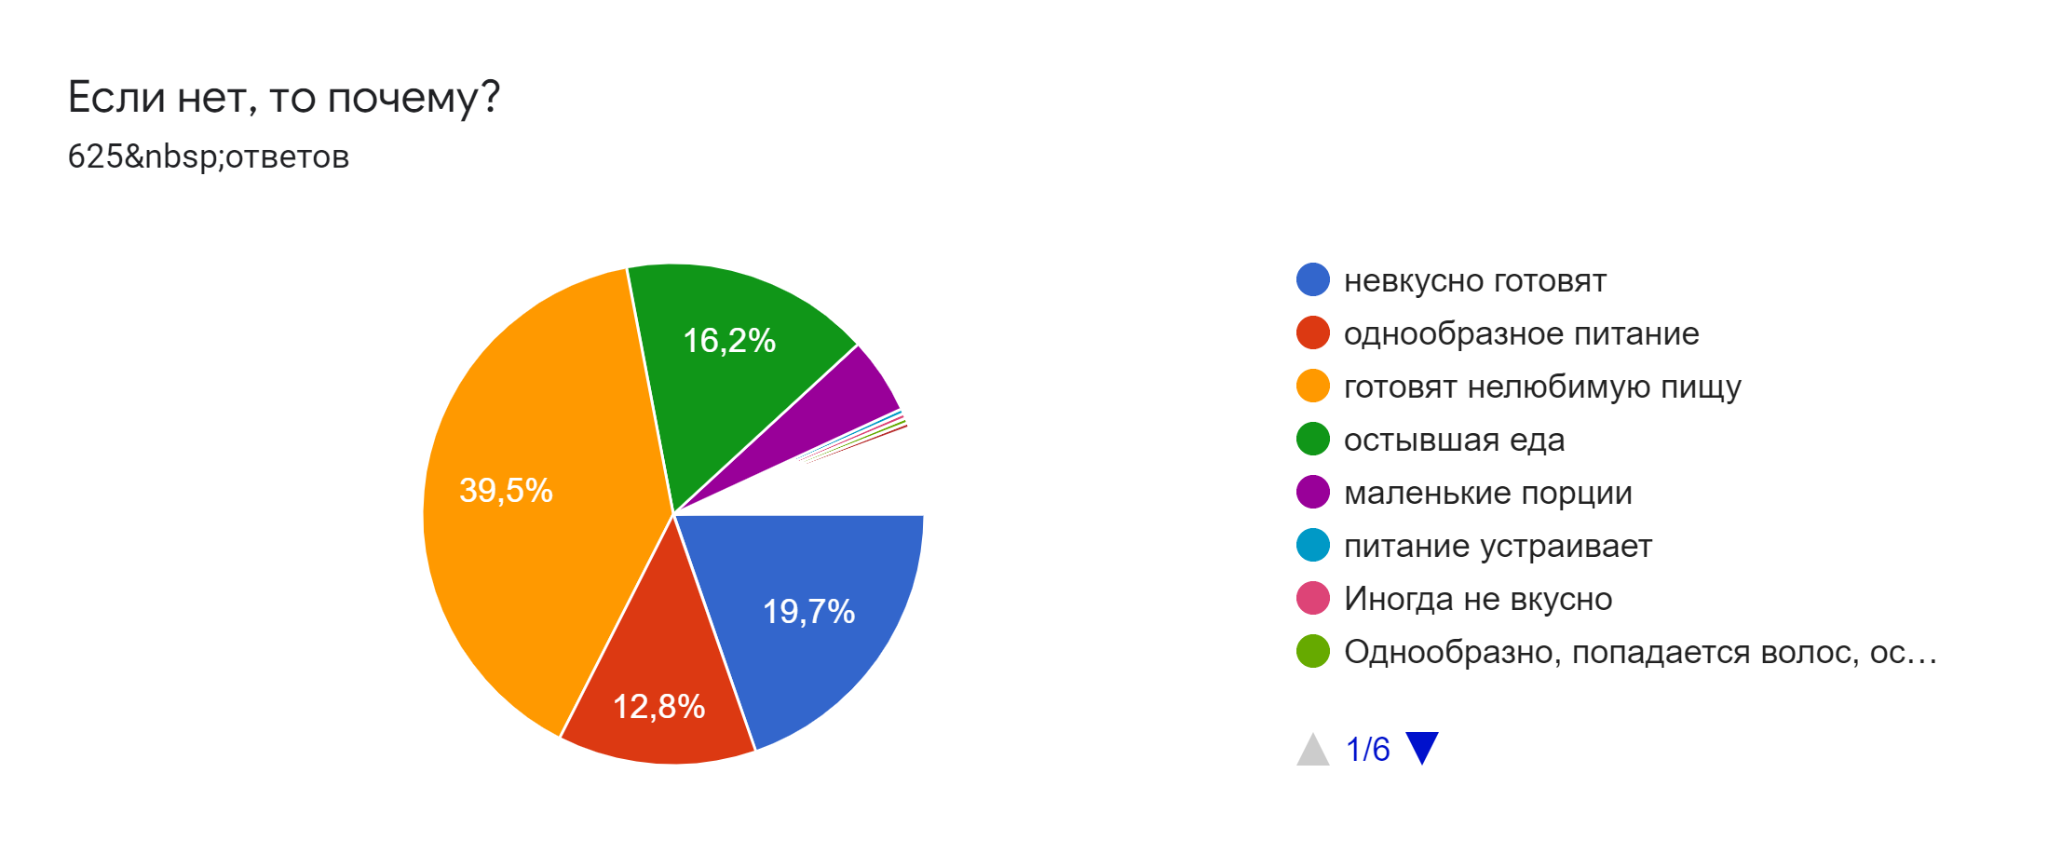 Если нет, то почему?
625&nbsp;ответов
16,2%
39,5%
19,7%
12,8%
невкусно готовят
однообразное питание
готовят нелюбимую пищу
остывшая еда
маленькие порции
питание устраивает
Иногда не вкусно
Однообразно, попадается волос, ос…
1/6